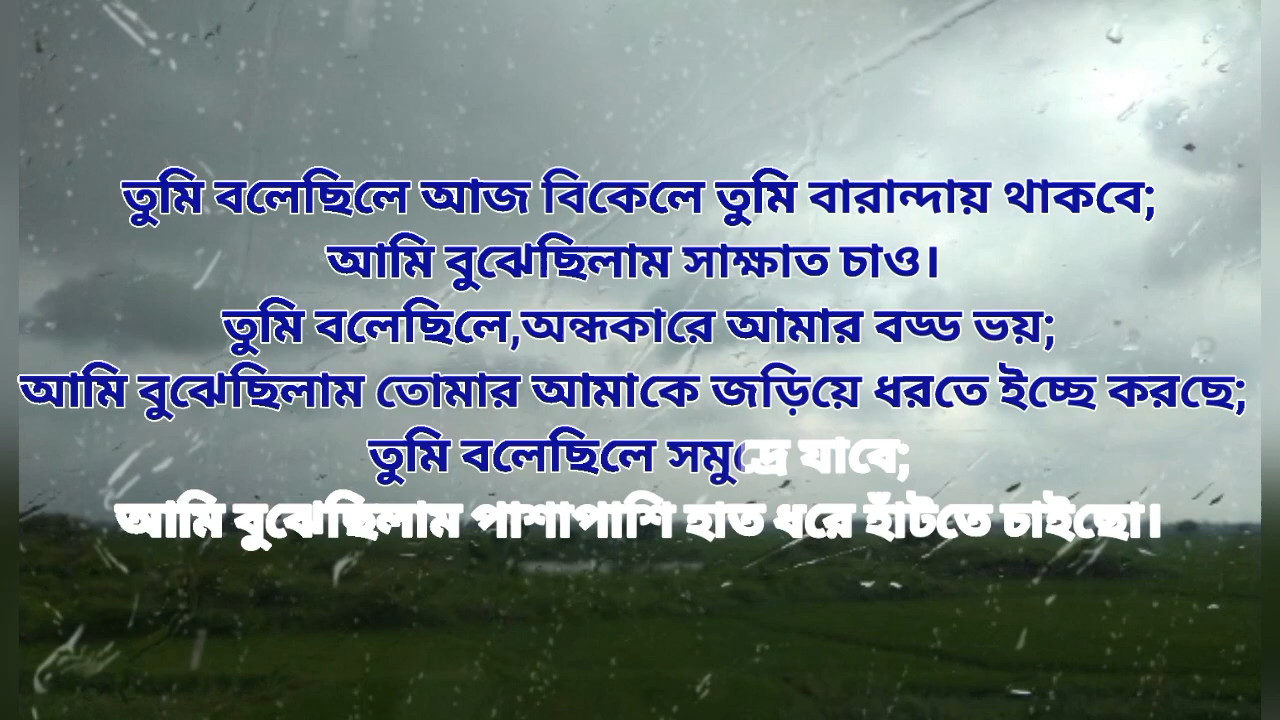 তুমি বলেছিলে আজ বিকেলে তুমি বারান্দায় থাকবে;
আমি বুঝেছিলাম সাক্ষাত চাও।
তুমি বলেছিলে,অন্ধকারে আমার বড্ড ভয়;
আমি বুঝেছিলাম তোমার আমাকে জড়িয়ে ধরতে ইচ্ছে করছে;
তুমি বলেছিলে সমুদ্রে যাবে;
আমি বুঝেছিলাম পাশাপাশি হাত ধরে হাঁটতে চাইছো।